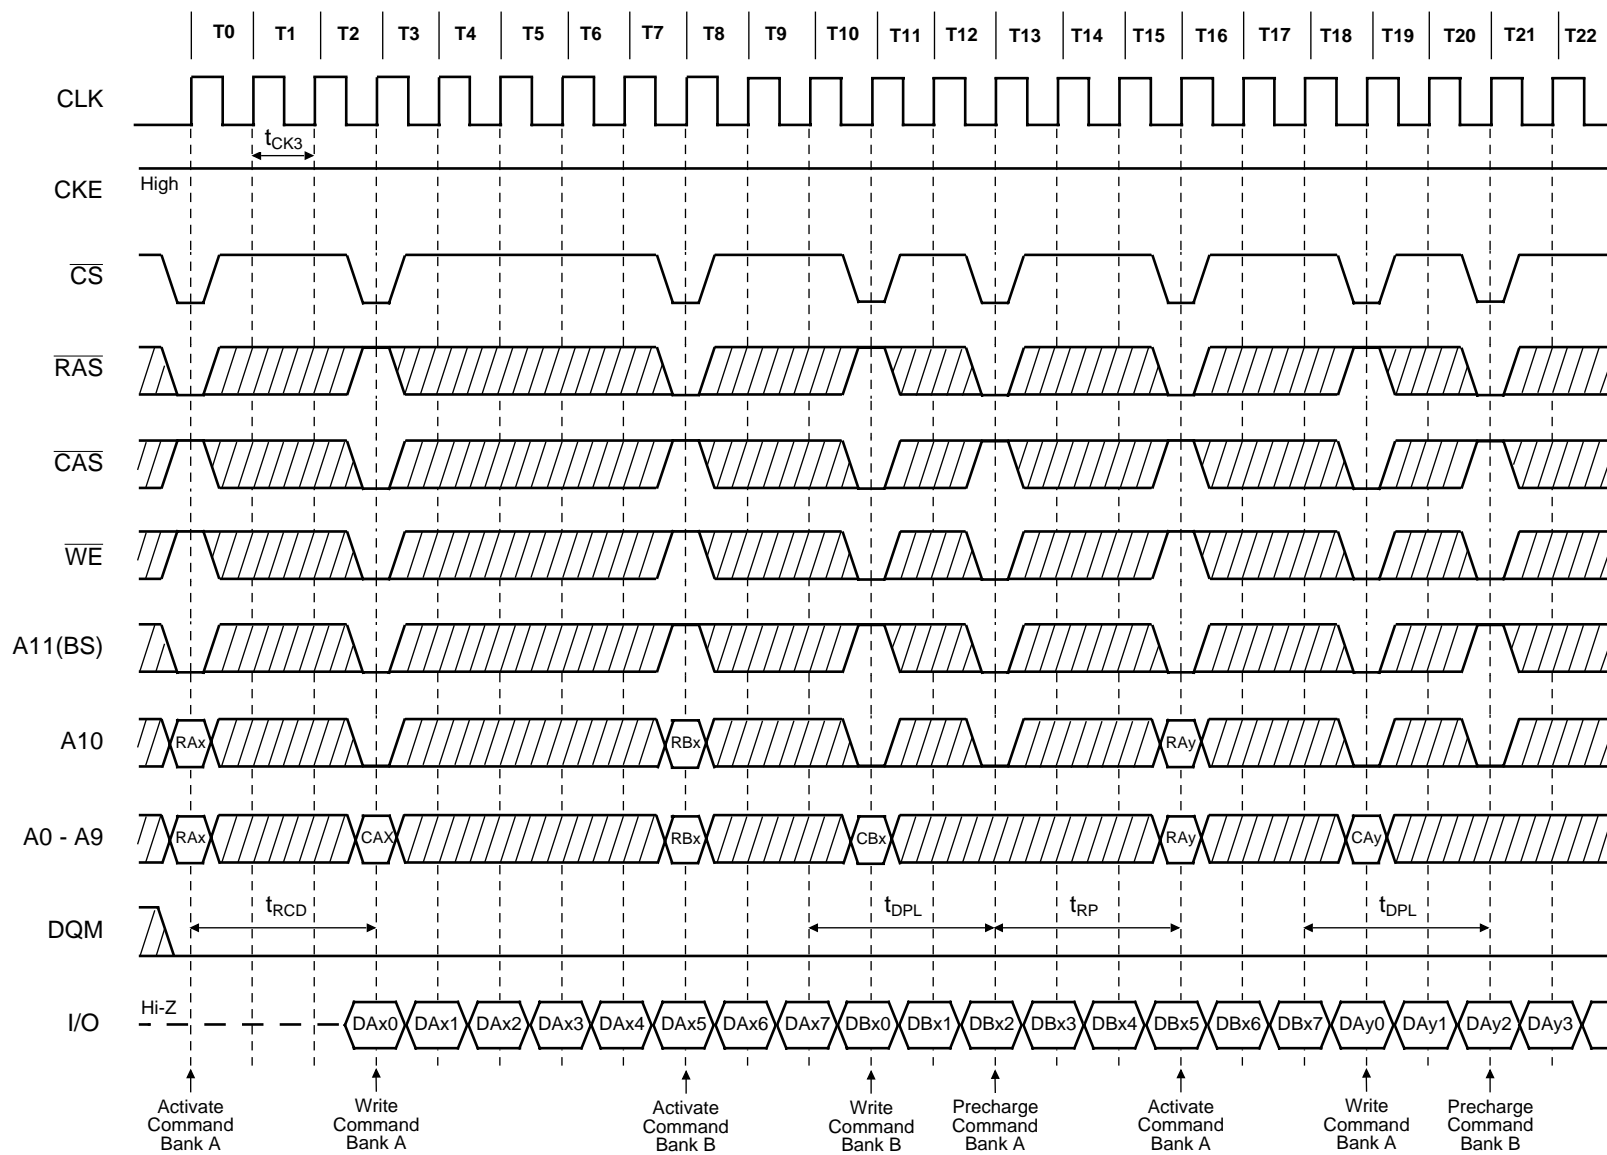 T0 T1 T2 T3 T4 T5 T6 T7 T8 T9 T10 T11 T12 T13 T14 T15 T16 T17 T18 T19 T20 T21 T22
CLK
tCK3
CKE
High
CS
RAS
CAS
WE
A11(BS)
A10 RAx RBx RAy
A0 - A9 RAx CAX RBx CBx RAy CAy
DQM tRCD tDPL tRP tDPL
I/O Hi-Z DAx0 DAx1 DAx2 DAx3 DAx4 DAx5 DAx6 DAx7 DBx0 DBx1 DBx2 DBx3 DBx4 DBx5 DBx6 DBx7 DAy0 DAy1 DAy2 DAy3
Activate
Command
Bank A
Write
Command
Bank A
Activate
Command
Bank B
Write
Command
Bank B
Precharge
Command
Bank A
Activate
Command
Bank A
Write
Command
Bank A
Precharge
Command
Bank B